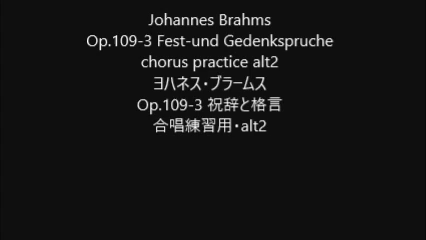 Johannes Brahms
Op.109-3 Fest-und Gedenkspruche
chorus practice alt2
ヨハネス・ブラームス
Op.109-3 祝辞と格言
合唱練習用・alt2